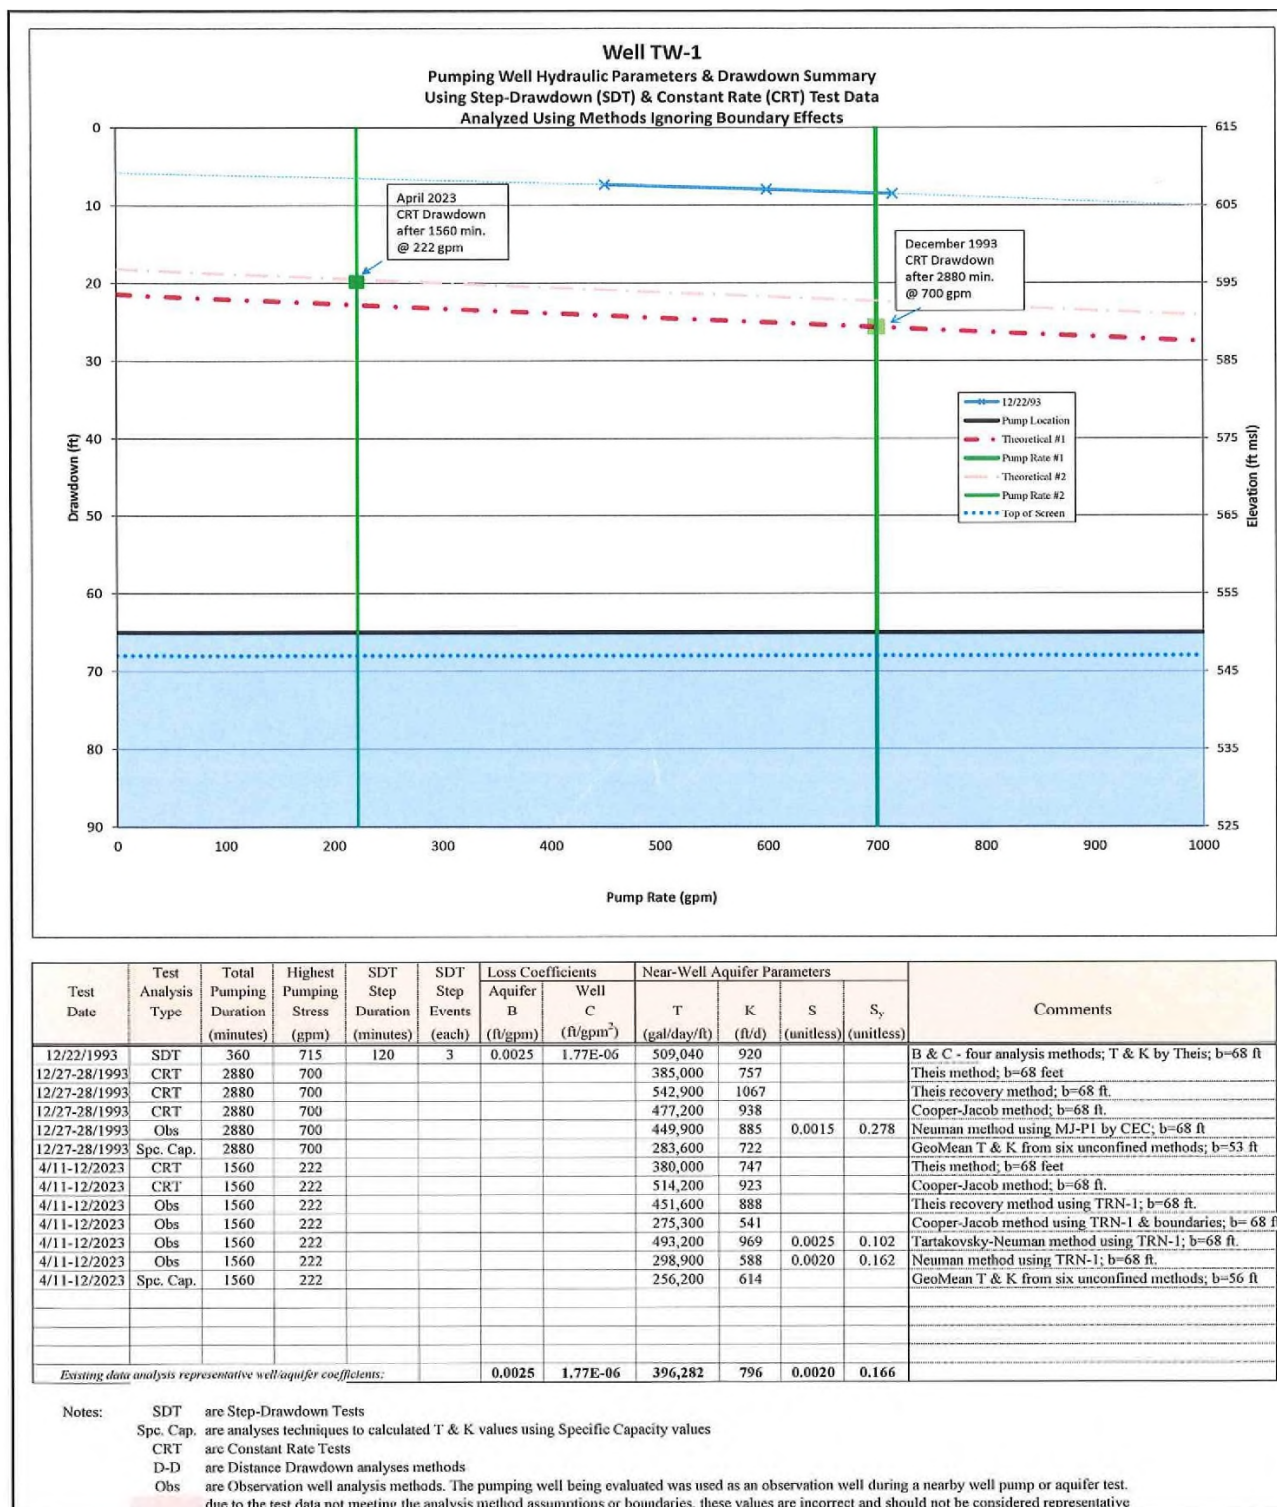 Well TW-1
Pumping Well Hydraulic Parameters & Drawdown Summary
Using Step-Drawdown (SDT) & Constant Rate (CRT) Test Data
Analyzed Using Methods Ignoring Boundary Effects
0
10
20
30
40
50
60
70
80
90
Drawdown (ft)
615
605
595
585
575
565
555
545
535
525
Elevation (ft msl)
April 2023
CRT Drawdown
after 1560 min.
@ 222 gpm
December 1993
CRT Drawdown
after 2880 min.
@ 700 gpm
12/22/93
Pump Location
Theoretical #1
Pump Rate #1
Theoretical #2
Pump Rate #2
Top of Screen
0 100 200 300 400 500 600 700 800 900 1000
Pump Rate (gpm)
Test Total Highest SDT SDT Loss Coefficients Near-Well Aquifer Parameters
Test Analysis Pumping Pumping Step Step Aquifer Well
Date Type Duration Stress Duration Events B C T K S Sy Comments
(minutes) (gpm) (minutes) (each) (ft/gpm) (ft/gpm²) (gal/day/ft) (ft/d) (unitless) (unitless)
12/22/1993 SDT 360 715 120 3 0.0025 1.77E-06 509,040 920 B & C - four analysis methods; T & K by Theis; b=68 ft
12/27-28/1993 CRT 2880 700 385,000 757 Theis method; b=68 feet
12/27-28/1993 CRT 2880 700 542,900 1067 Theis recovery method; b=68 ft.
12/27-28/1993 CRT 2880 700 477,200 938 Cooper-Jacob method; b=68 ft.
12/27-28/1993 Obs 2880 700 449,900 885 0.0015 0.278 Neuman method using MJ-P1 by CEC; b=68 ft
12/27-28/1993 Spc. Cap. 2880 700 283,600 722 GeoMean T & K from six unconfined methods; b=53 ft
4/11-12/2023 CRT 1560 222 380,000 747 Theis method; b=68 feet
4/11-12/2023 CRT 1560 222 514,200 923 Cooper-Jacob method; b=68 ft.
4/11-12/2023 Obs 1560 222 451,600 888 Theis recovery method using TRN-1; b=68 ft.
4/11-12/2023 Obs 1560 222 275,300 541 Cooper-Jacob method using TRN-1 & boundaries; b= 68 f
4/11-12/2023 Obs 1560 222 493,200 969 0.0025 0.102 Tartakovsky-Neuman method using TRN-1; b=68 ft.
4/11-12/2023 Obs 1560 222 298,900 588 0.0020 0.162 Neuman method using TRN-1; b=68 ft.
4/11-12/2023 Spc. Cap. 1560 222 256,200 614 GeoMean T & K from six unconfined methods; b=56 ft
Existing data analysis representative well/aquifer coefficients: 0.0025 1.77E-06 396,282 796 0.0020 0.166
Notes: SDT are Step-Drawdown Tests
Spc. Cap. are analyses techniques to calculated T & K values using Specific Capacity values
CRT are Constant Rate Tests
D-D are Distance Drawdown analyses methods
Obs are Observation well analysis methods. The pumping well being evaluated was used as an observation well during a nearby well pump or aquifer test.
due to the test data not meeting the analysis method assumptions or boundaries, these values are incorrect and should not be considered representative